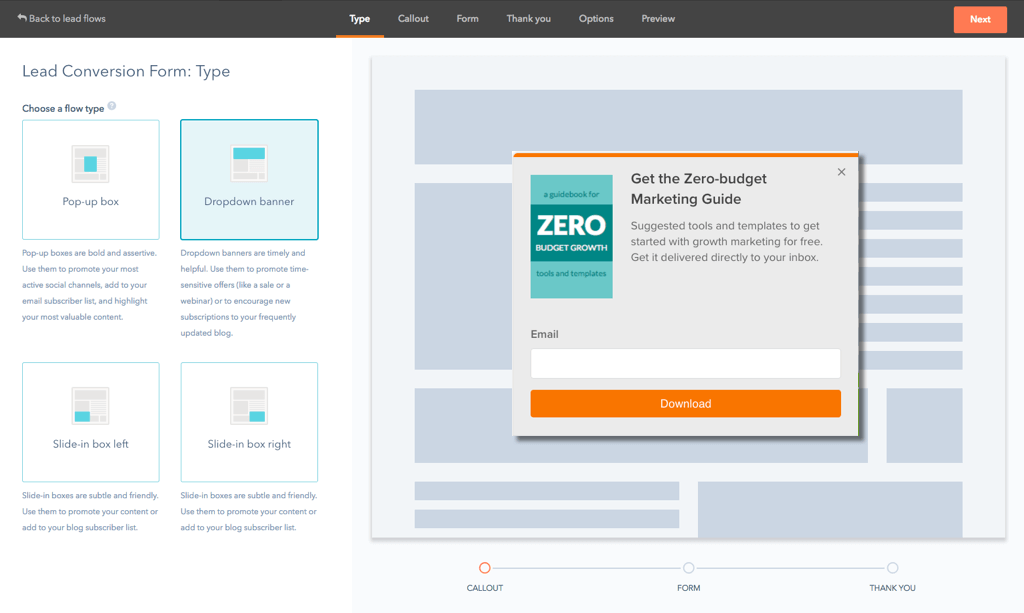 Back to lead flows
Type
Callout
Form
Thank you
Options
Preview
Next
Lead Conversion Form: Type
Choose a flow type ?
Pop-up box
Pop-up boxes are bold and assertive.
Use them to promote your most
active social channels, add to your
email subscriber list, and highlight
your most valuable content.
Dropdown banner
Dropdown banners are timely and
helpful. Use them to promote time-
sensitive offers (like a sale or a
webinar) or to encourage new
subscriptions to your frequently
updated blog.
Slide-in box left
Slide-in boxes are subtle and friendly.
Use them to promote your content or
add to your blog subscriber list.
Slide-in box right
Slide-in boxes are subtle and friendly.
Use them to promote your content or
add to your blog subscriber list.
a guidebook for
ZERO
BUDGET GROWTH
tools and templates
Get the Zero-budget
Marketing Guide
Suggested tools and templates to get
started with growth marketing for free.
Get it delivered directly to your inbox.
Email
Download
CALLOUT
FORM
THANK YOU